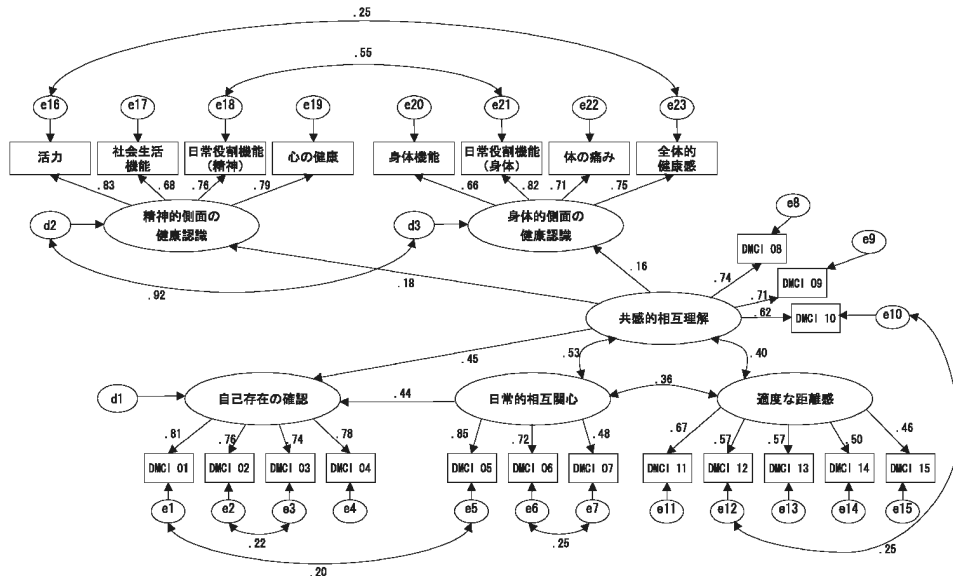 .25
.55
e16
e17
e18
e19
e20
e21
e22
e23
活力
社会生活
機能
日常役割機能
(精神)
心の健康
身体機能
日常役割機能
(身体)
体の痛み
全体的
健康感
.83
.68
.76
.79
.66
.82
.71
.75
d2
精神的側面の
健康認識
d3
身体的側面の
健康認識
e8
DMCI 08
e9
DMCI 09
.92
.18
.16
.74
.71
.62
共感的相互理解
DMCI 10
e10
.45
.53
.40
d1
自己存在の確認
.44
日常的相互関心
.36
適度な距離感
.81
.76
.74
.78
.85
.72
.48
.67
.57
.57
.50
.46
DMCI 01
DMCI 02
DMCI 03
DMCI 04
DMCI 05
DMCI 06
DMCI 07
DMCI 11
DMCI 12
DMCI 13
DMCI 14
DMCI 15
e1
e2
e3
e4
e5
e6
e7
e11
e12
e13
e14
e15
.22
.25
.25
.20